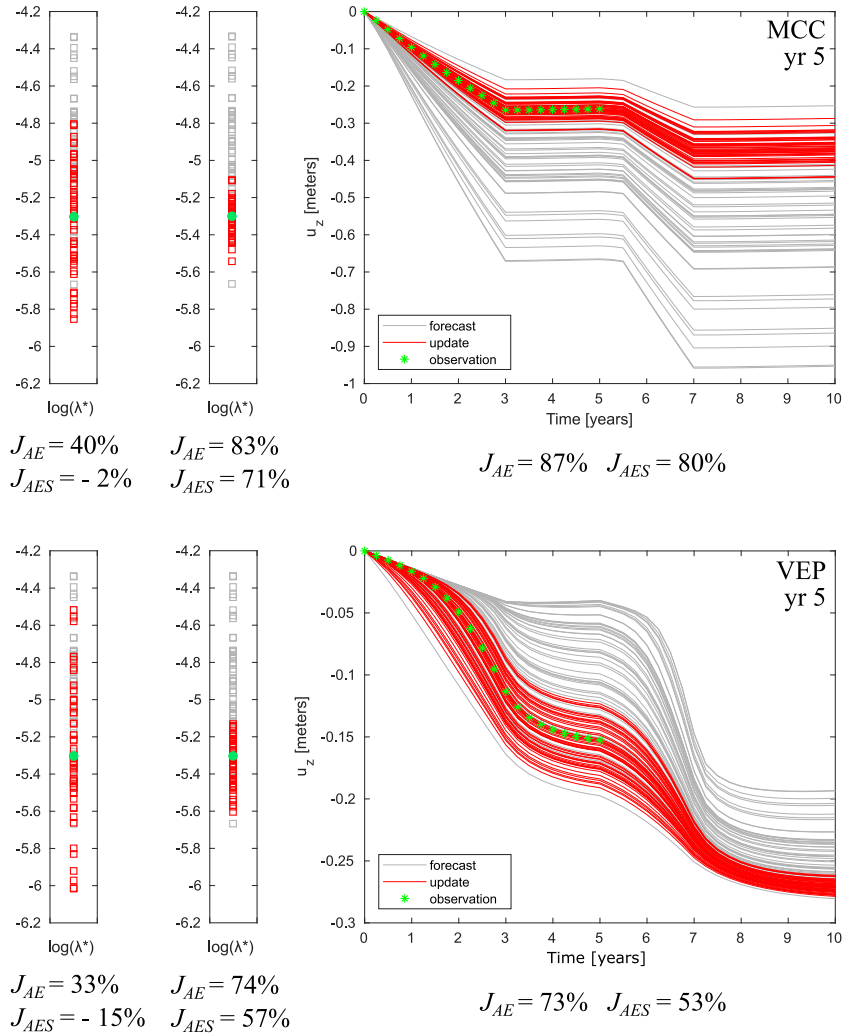 -4.2
-4.4
-4.6
-4.8
-5
-5.2
-5.4
-5.6
-5.8
-6
-6.2
log(λ*)
-4.2
-4.4
-4.6
-4.8
-5
-5.2
-5.4
-5.6
-5.8
-6
-6.2
log(λ*)
MCC
yr 5
0
-0.1
-0.2
-0.3
-0.4
-0.5
-0.6
-0.7
-0.8
-0.9
-1
u_z [meters]
forecast
update
observation
0 1 2 3 4 5 6 7 8 9 10
Time [years]
J_AE = 40%
J_AES = - 2%
J_AE = 83%
J_AES = 71%
J_AE = 87% J_AES = 80%
-4.2
-4.4
-4.6
-4.8
-5
-5.2
-5.4
-5.6
-5.8
-6
-6.2
log(λ*)
-4.2
-4.4
-4.6
-4.8
-5
-5.2
-5.4
-5.6
-5.8
-6
-6.2
log(λ*)
VEP
yr 5
0
-0.05
-0.1
-0.15
-0.2
-0.25
-0.3
u_z [meters]
forecast
update
observation
0 1 2 3 4 5 6 7 8 9 10
Time [years]
J_AE = 33%
J_AES = - 15%
J_AE = 74%
J_AES = 57%
J_AE = 73% J_AES = 53%